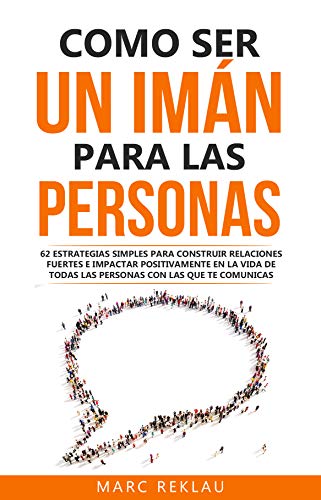 COMO SER
UN IMÁN
PARA LAS
PERSONAS
62 ESTRATEGIAS SIMPLES PARA CONSTRUIR RELACIONES
FUERTES E IMPACTAR POSITIVAMENTE EN LA VIDA DE
TODAS LAS PERSONAS CON LAS QUE TE COMUNICAS
MARC REKLAU